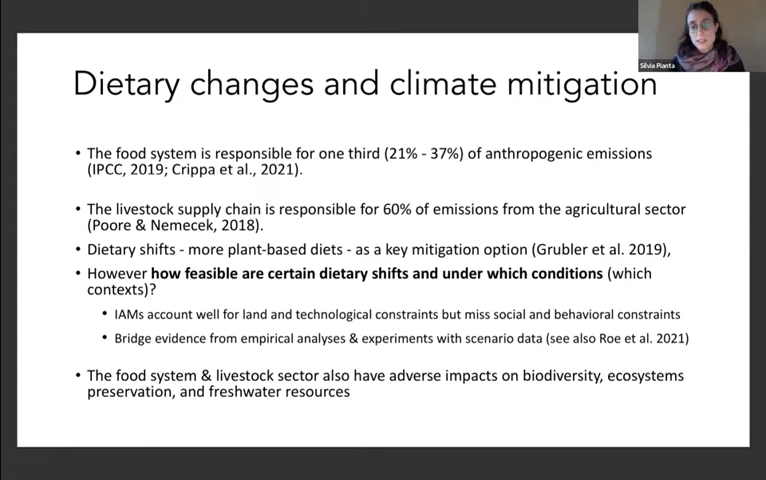 Silvia Pianta
Dietary changes and climate mitigation
• The food system is responsible for one third (21% - 37%) of anthropogenic emissions
(IPCC, 2019; Crippa et al., 2021).
• The livestock supply chain is responsible for 60% of emissions from the agricultural sector
(Poore & Nemecek, 2018).
• Dietary shifts - more plant-based diets - as a key mitigation option (Grubler et al. 2019),
• However how feasible are certain dietary shifts and under which conditions (which
contexts)?
• IAMs account well for land and technological constraints but miss social and behavioral constraints
• Bridge evidence from empirical analyses & experiments with scenario data (see also Roe et al. 2021)
• The food system & livestock sector also have adverse impacts on biodiversity, ecosystems
preservation, and freshwater resources